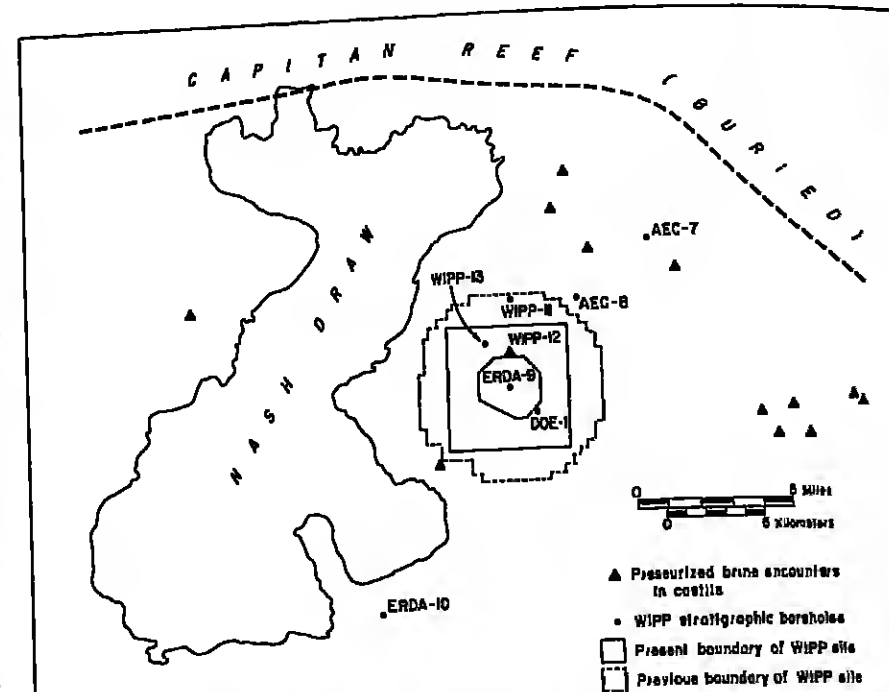 CAPITAN REEF (BURIED)
NASH DRAW
AEC-7
WIPP-13
AEC-8
WIPP-11
WIPP-12
ERDA-9
DOE-1
0 5 Miles
0 5 Kilometers
Pressurized brine encounters
in castile
WIPP stratigraphic boreholes
ERDA-10
Present boundary of WIPP site
Previous boundary of WIPP site